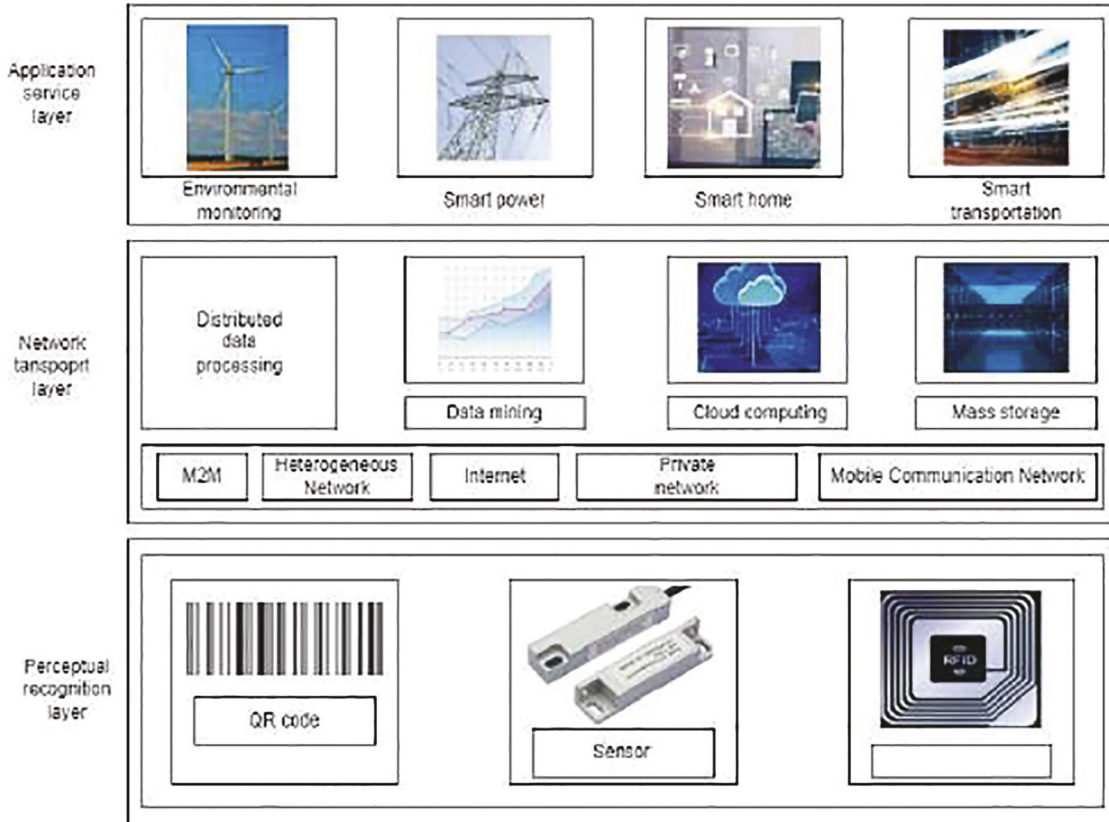 Application
service
layer
Environmental
monitoring
Smart power
Smart home
Smart
transportation
Network
tanspoprt
layer
Distributed
data
processing
Data mining
Cloud computing
Mass storage
M2M
Heterogeneous
Network
Internet
Private
network
Mobile Communication Network
Perceptual
recognition
layer
QR code
Sensor
RFID